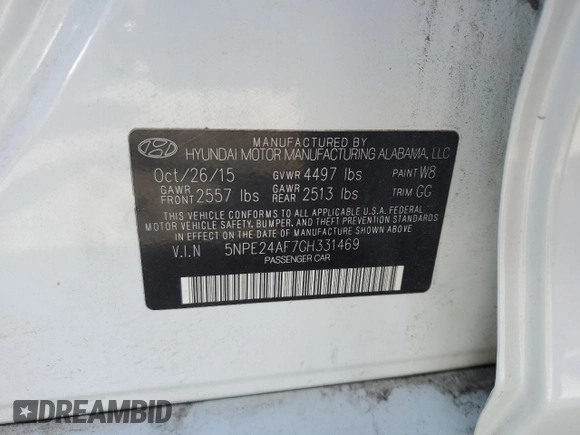 MANUFACTURED BY
HYUNDAI MOTOR MANUFACTURING ALABAMA, LLC
Oct/26/15 GVWR 4497 lbs PAINT W8
GAWR FRONT 2557 lbs GAWR REAR 2513 lbs TRIM GG
THIS VEHICLE CONFORMS TO ALL APPLICABLE U.S.A. FEDERAL
MOTOR VEHICLE SAFETY, BUMPER, AND THEFT PREVENTION
STANDARDS IN EFFECT ON THE DATE OF MANUFACTURE SHOWN ABOVE
V.I.N 5NPE24AF7GH331469
PASSENGER CAR
DREAMBID